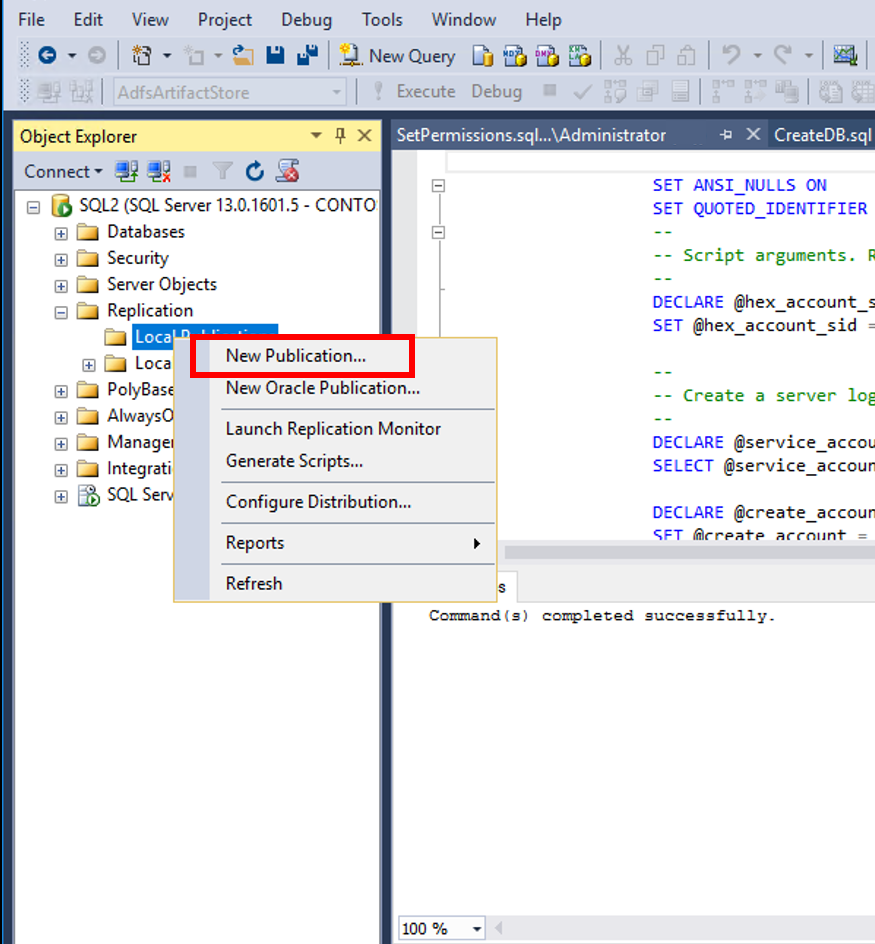 File Edit View Project Debug Tools Window Help
New Query
AdfsArtifactStore Execute Debug
Object Explorer
Connect
SQL2 (SQL Server 13.0.1601.5 - CONTO
Databases
Security
Server Objects
Replication
Local
Loca
PolyBase
AlwaysO
Manage
Integrati
SQL Serv
New Publication...
New Oracle Publication...
Launch Replication Monitor
Generate Scripts...
Configure Distribution...
Reports
Refresh
SetPermissions.sql...\Administrator CreateDB.sql
SET ANSI_NULLS ON
SET QUOTED_IDENTIFIER
--
-- Script arguments. R
--
DECLARE @hex_account_s
SET @hex_account_sid =
--
-- Create a server log
--
DECLARE @service_accou
SELECT @service_accoun
DECLARE @create_accoun
SET @create_account =
s
Command(s) completed successfully.
100 %